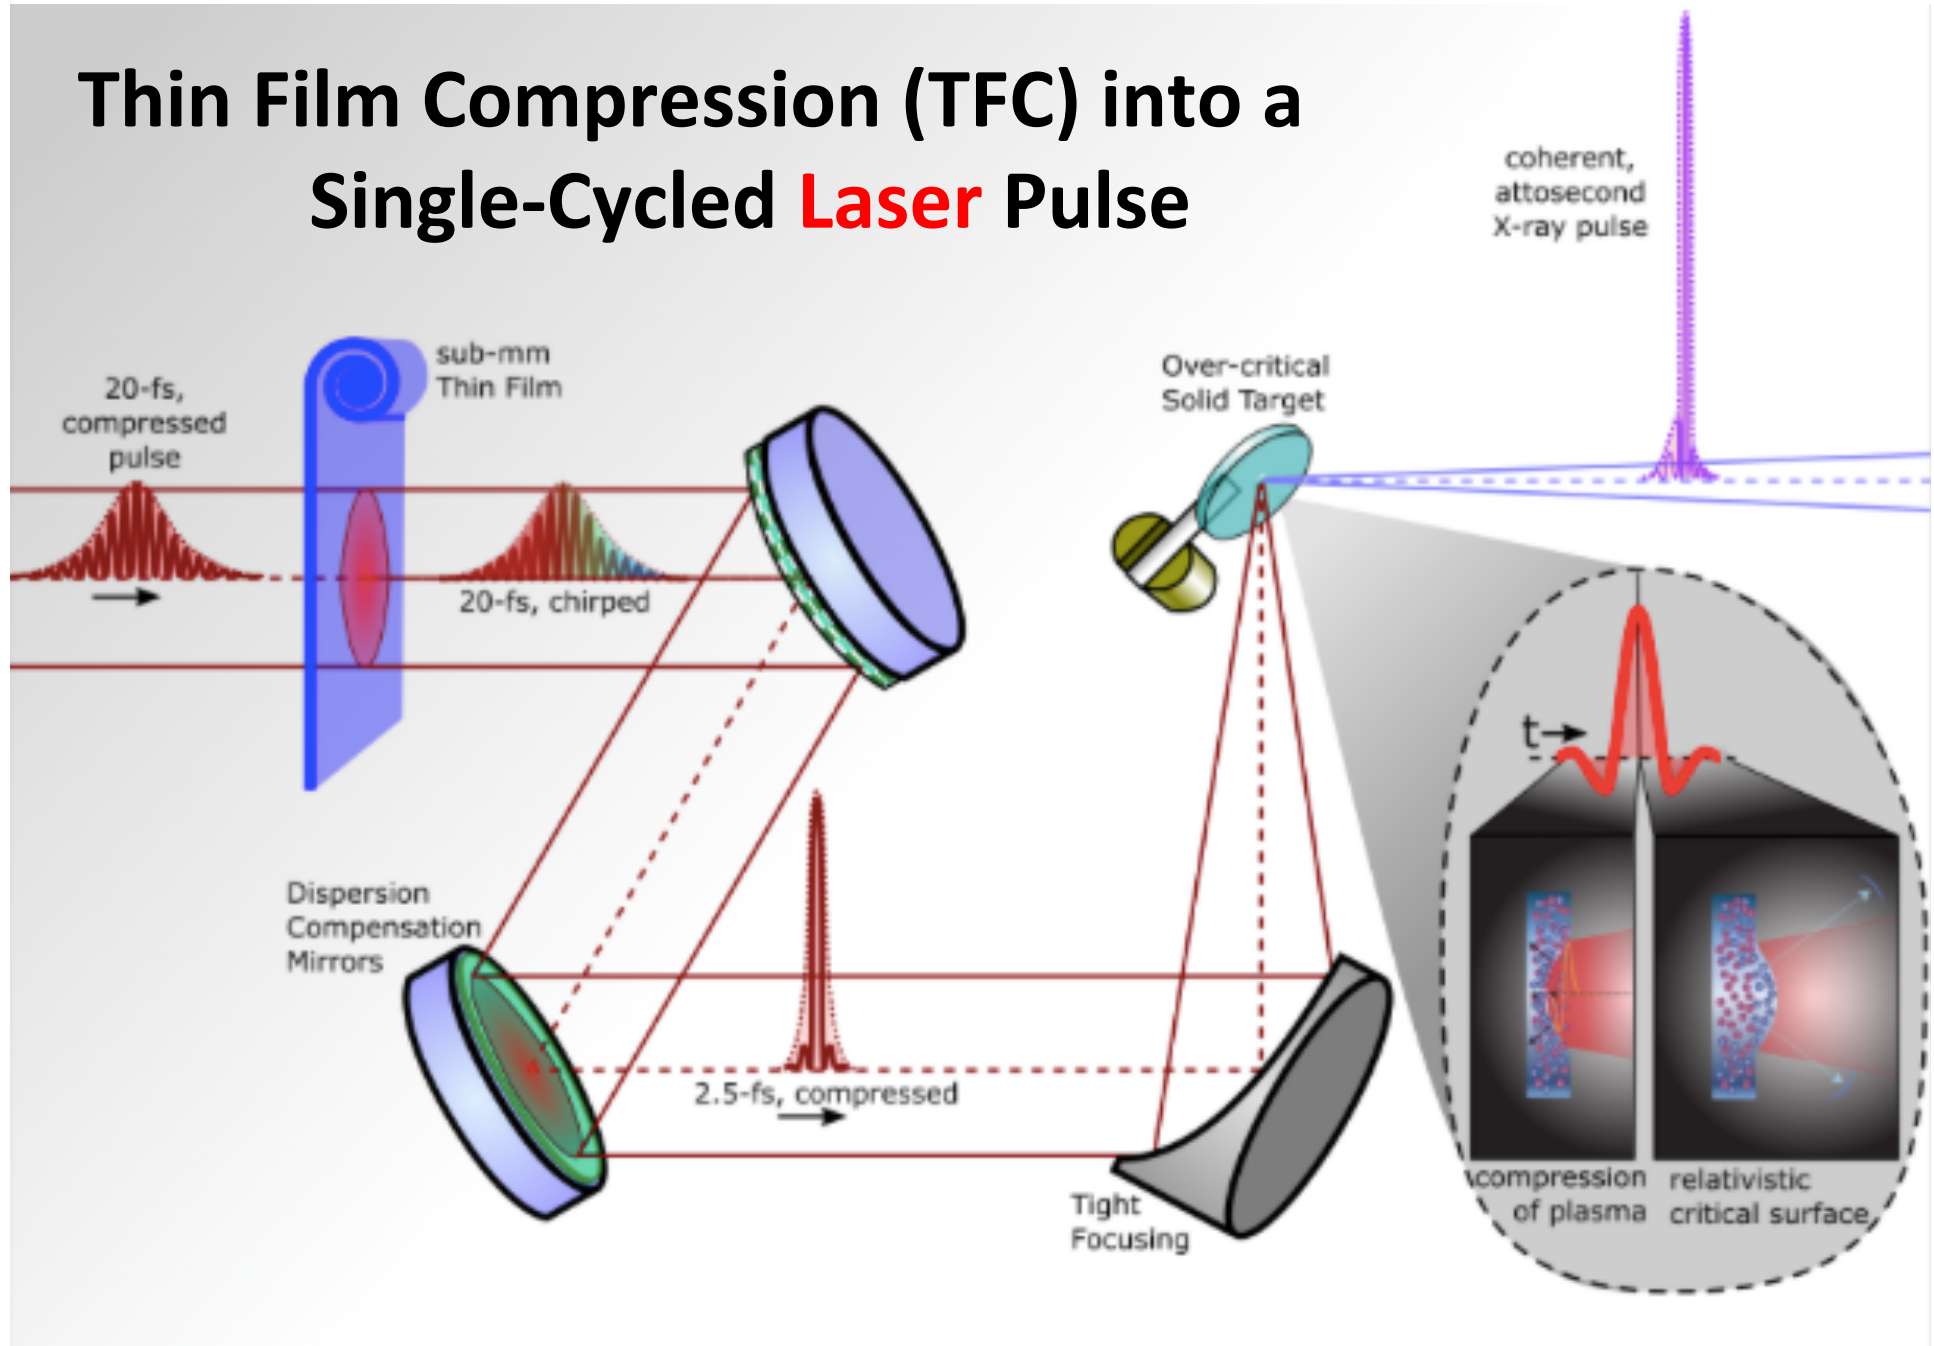 Thin Film Compression (TFC) into a
Single-Cycled Laser Pulse
coherent,
attosecond
X-ray pulse
sub-mm
Thin Film
20-fs,
compressed
pulse
Over-critical
Solid Target
20-fs, chirped
t
Dispersion
Compensation
Mirrors
2.5-fs, compressed
Tight
Focusing
compression
of plasma
relativistic
critical surface